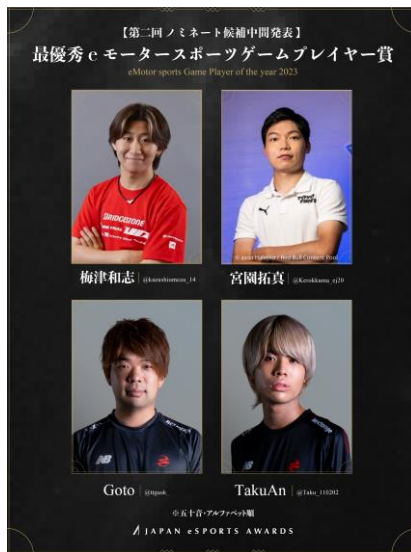 【第二回 ノミネート候補中間発表】
最優秀 e モータースポーツゲームプレイヤー賞
eMotor sports Game Player of the year 2023
梅津和志
宮園拓真 @Kerokkuma_ej20
Goto
TakuAn @Taku_110202
※五十音・アルファベット順
JAPAN eSPORTS AWARDS